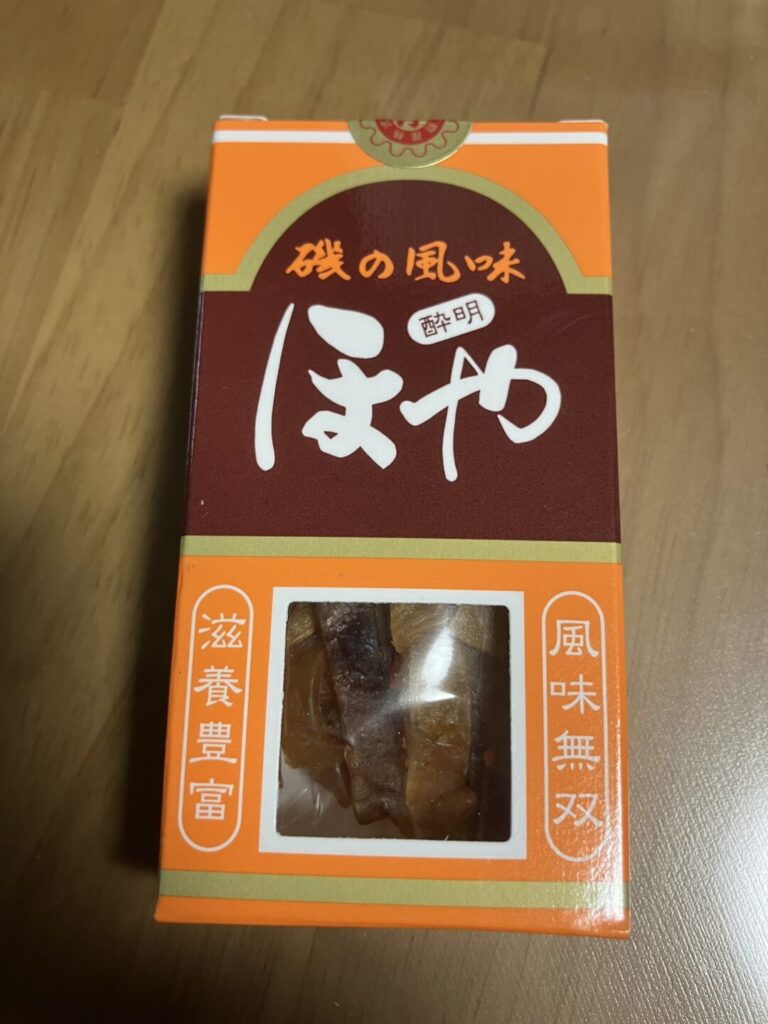 磯の風味
酔明
ほや
風味無双
滋養豊富